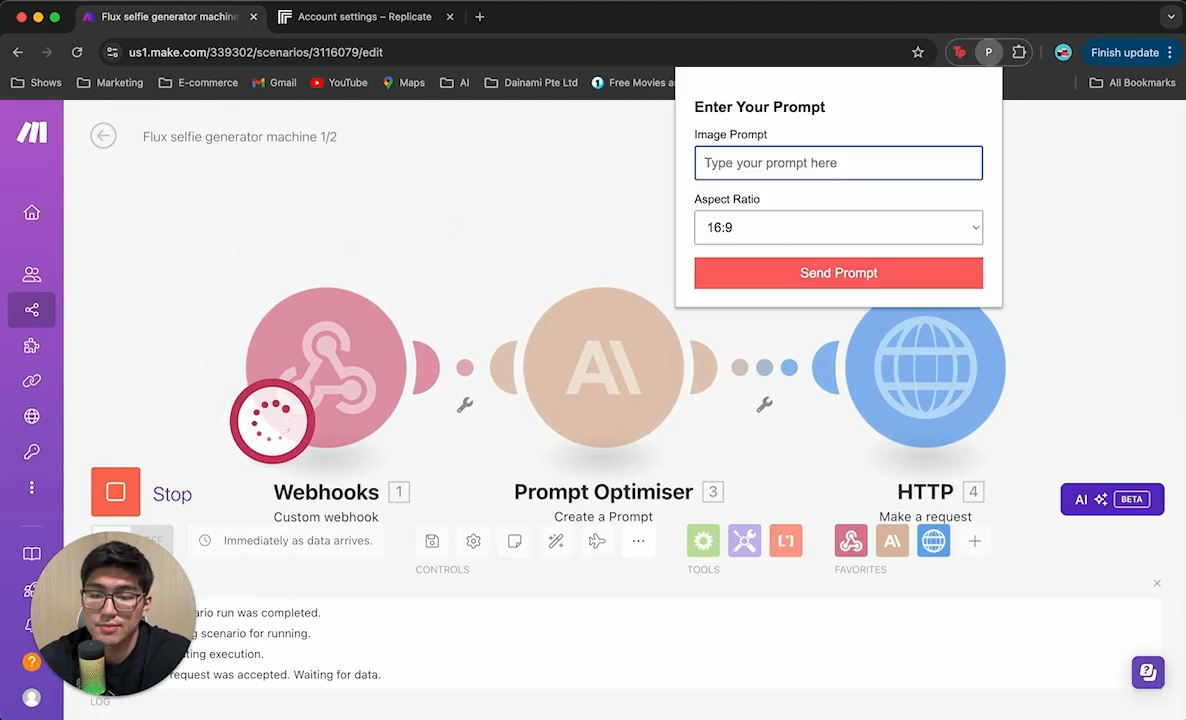 Flux selfie generator machine
Account settings – Replicate
us1.make.com/339302/scenarios/3116079/edit
Finish update
Shows
Marketing
E-commerce
Gmail
YouTube
Maps
AI
Dainami Pte Ltd
Free Movies
All Bookmarks
Flux selfie generator machine 1/2
Enter Your Prompt
Image Prompt
Type your prompt here
Aspect Ratio
16:9
Send Prompt
Stop
Webhooks 1
Custom webhook
Prompt Optimiser 3
Create a Prompt
HTTP 4
Make a request
AI BETA
Immediately as data arrives.
CONTROLS
TOOLS
FAVORITES
run was completed.
scenario for running.
execution.
request was accepted. Waiting for data.
LOG